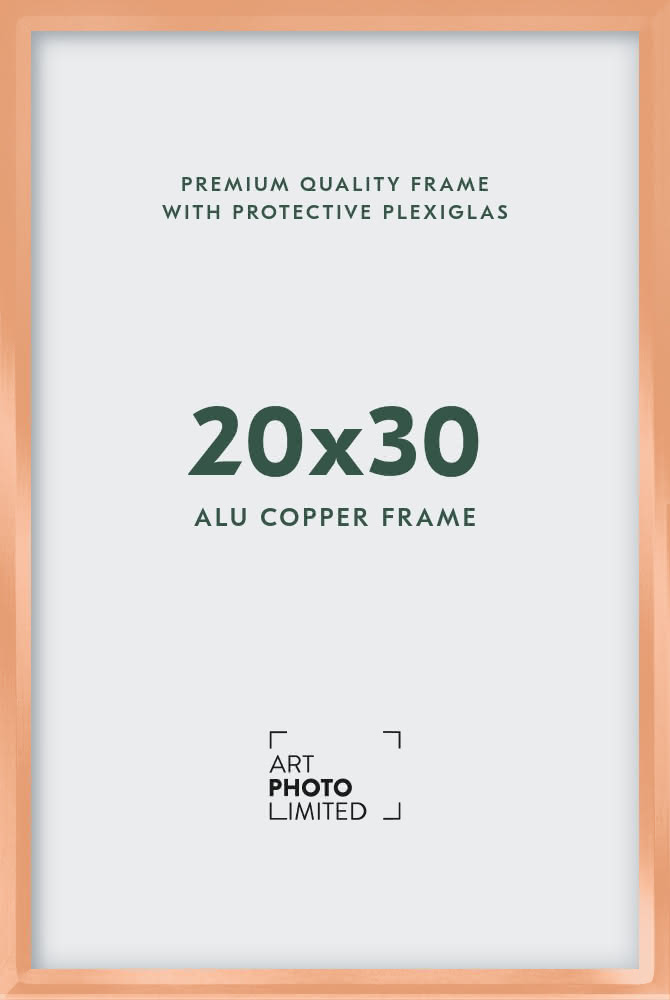 PREMIUM QUALITY FRAME
WITH PROTECTIVE PLEXIGLAS
20x30
ALU COPPER FRAME
ART
PHOTO
LIMITED